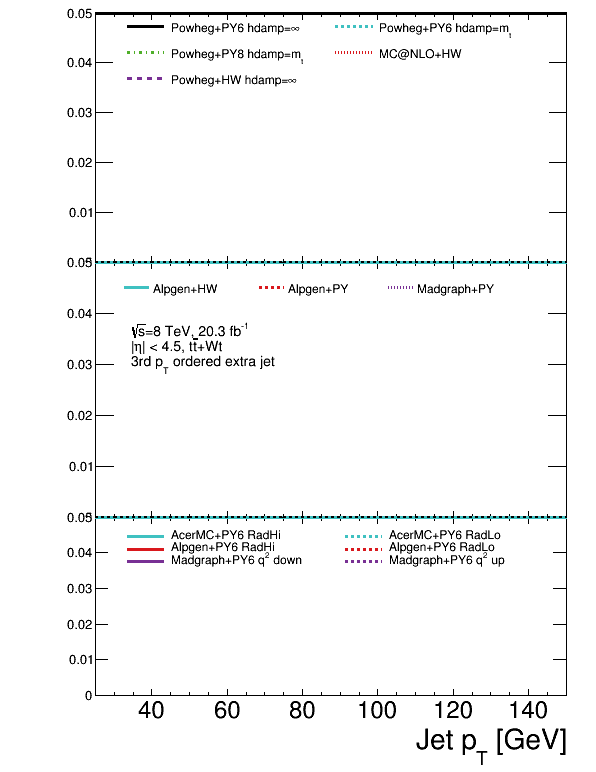 0.05
Powheg+PY6 hdamp=∞ Powheg+PY6 hdamp=mt
Powheg+PY8 hdamp=mt MC@NLO+HW
0.04
Powheg+HW hdamp=∞
0.03
0.02
0.01
0.05
Alpgen+HW Alpgen+PY Madgraph+PY
0.04
√s=8 TeV, 20.3 fb-1
|η| < 4.5, tt̄+Wt
0.03
3rd pT ordered extra jet
0.02
0.01
0.05
AcerMC+PY6 RadHi AcerMC+PY6 RadLo
Alpgen+PY6 RadHi Alpgen+PY6 RadLo
0.04
Madgraph+PY6 q2 down Madgraph+PY6 q2 up
0.03
0.02
0.01
0
40 60 80 100 120 140
Jet pT [GeV]